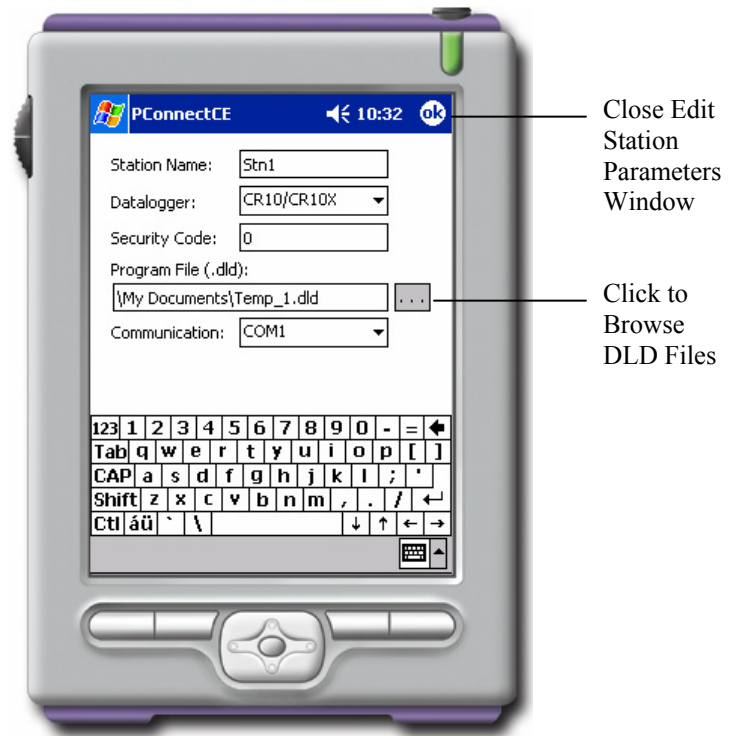 PConnectCE 10:32 ok
Station Name: Stn1
Datalogger: CR10/CR10X
Security Code: 0
Program File (.dld):
\My Documents\Temp_1.dld ...
Communication: COM1
123 1 2 3 4 5 6 7 8 9 0 - = 🡄
Tab q w e r t y u i o p [ ]
CAP a s d f g h j k l ; '
Shift z x c v b n m , . / ↵
Ctl áü ` \ ↓ ↑ ← →
Close Edit
Station
Parameters
Window
Click to
Browse
DLD Files